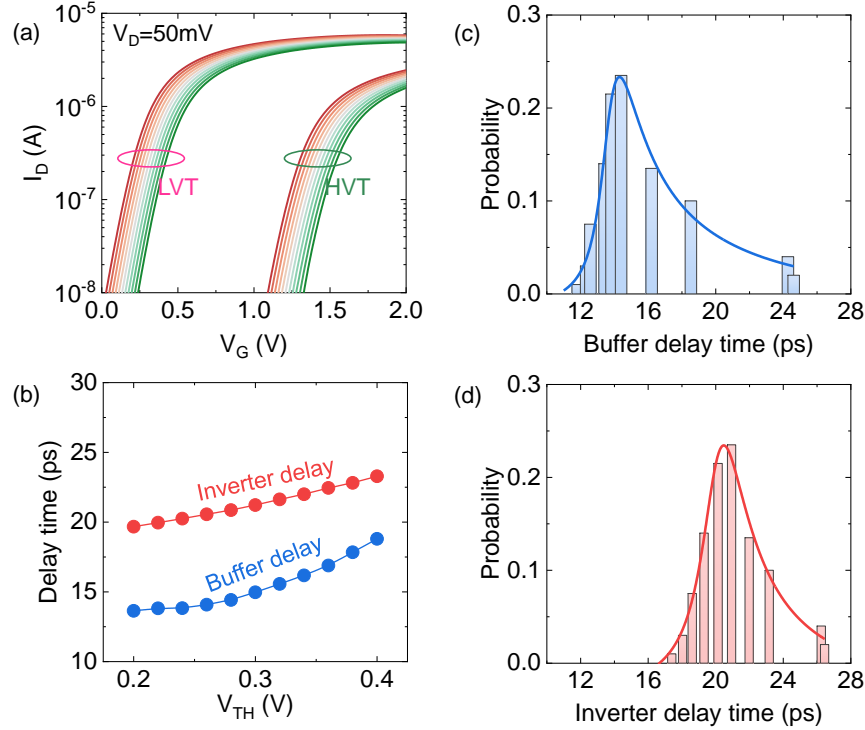 (a)
V_D=50mV
10^-5
10^-6
10^-7
10^-8
I_D (A)
LVT
HVT
0.0 0.5 1.0 1.5 2.0
V_G (V)
(c)
0.3
0.2
0.1
0.0
Probability
12 16 20 24 28
Buffer delay time (ps)
(b)
30
25
20
15
10
Delay time (ps)
Inverter delay
Buffer delay
0.2 0.3 0.4
V_TH (V)
(d)
0.3
0.2
0.1
0.0
Probability
12 16 20 24 28
Inverter delay time (ps)